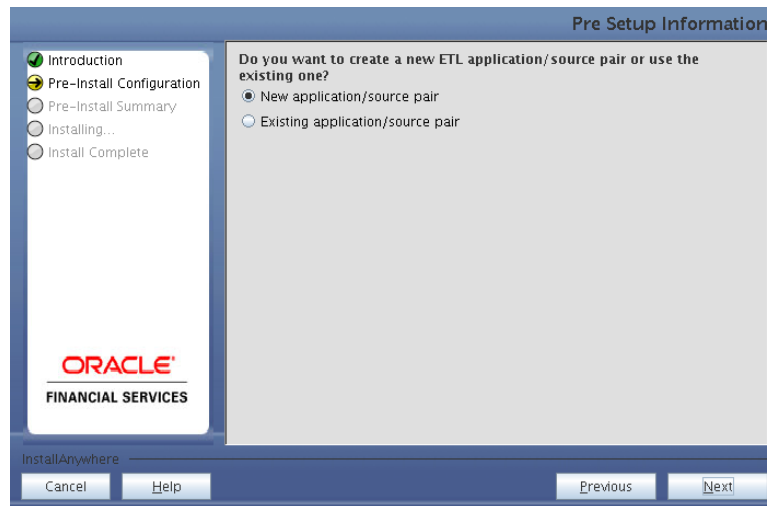 Pre Setup Information
Introduction
Pre-Install Configuration
Pre-Install Summary
Installing...
Install Complete
Do you want to create a new ETL application/source pair or use the
existing one?
New application/source pair
Existing application/source pair
ORACLE
FINANCIAL SERVICES
InstallAnywhere
Cancel
Help
Previous
Next